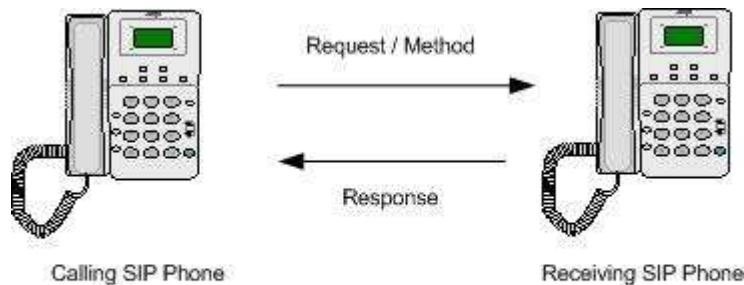 Request / Method
Response
Calling SIP Phone
Receiving SIP Phone